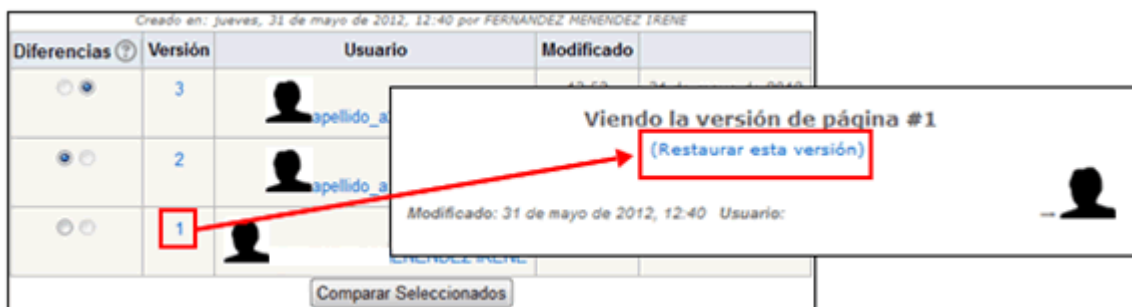 Creado en: jueves, 31 de mayo de 2012, 12:40 por FERNANDEZ MENENDEZ IRENE
Diferencias Versión Usuario Modificado
3 apellido_a
2 apellido_a
1
Comparar Seleccionados
Viendo la versión de página #1
(Restaurar esta versión)
Modificado: 31 de mayo de 2012, 12:40 Usuario: